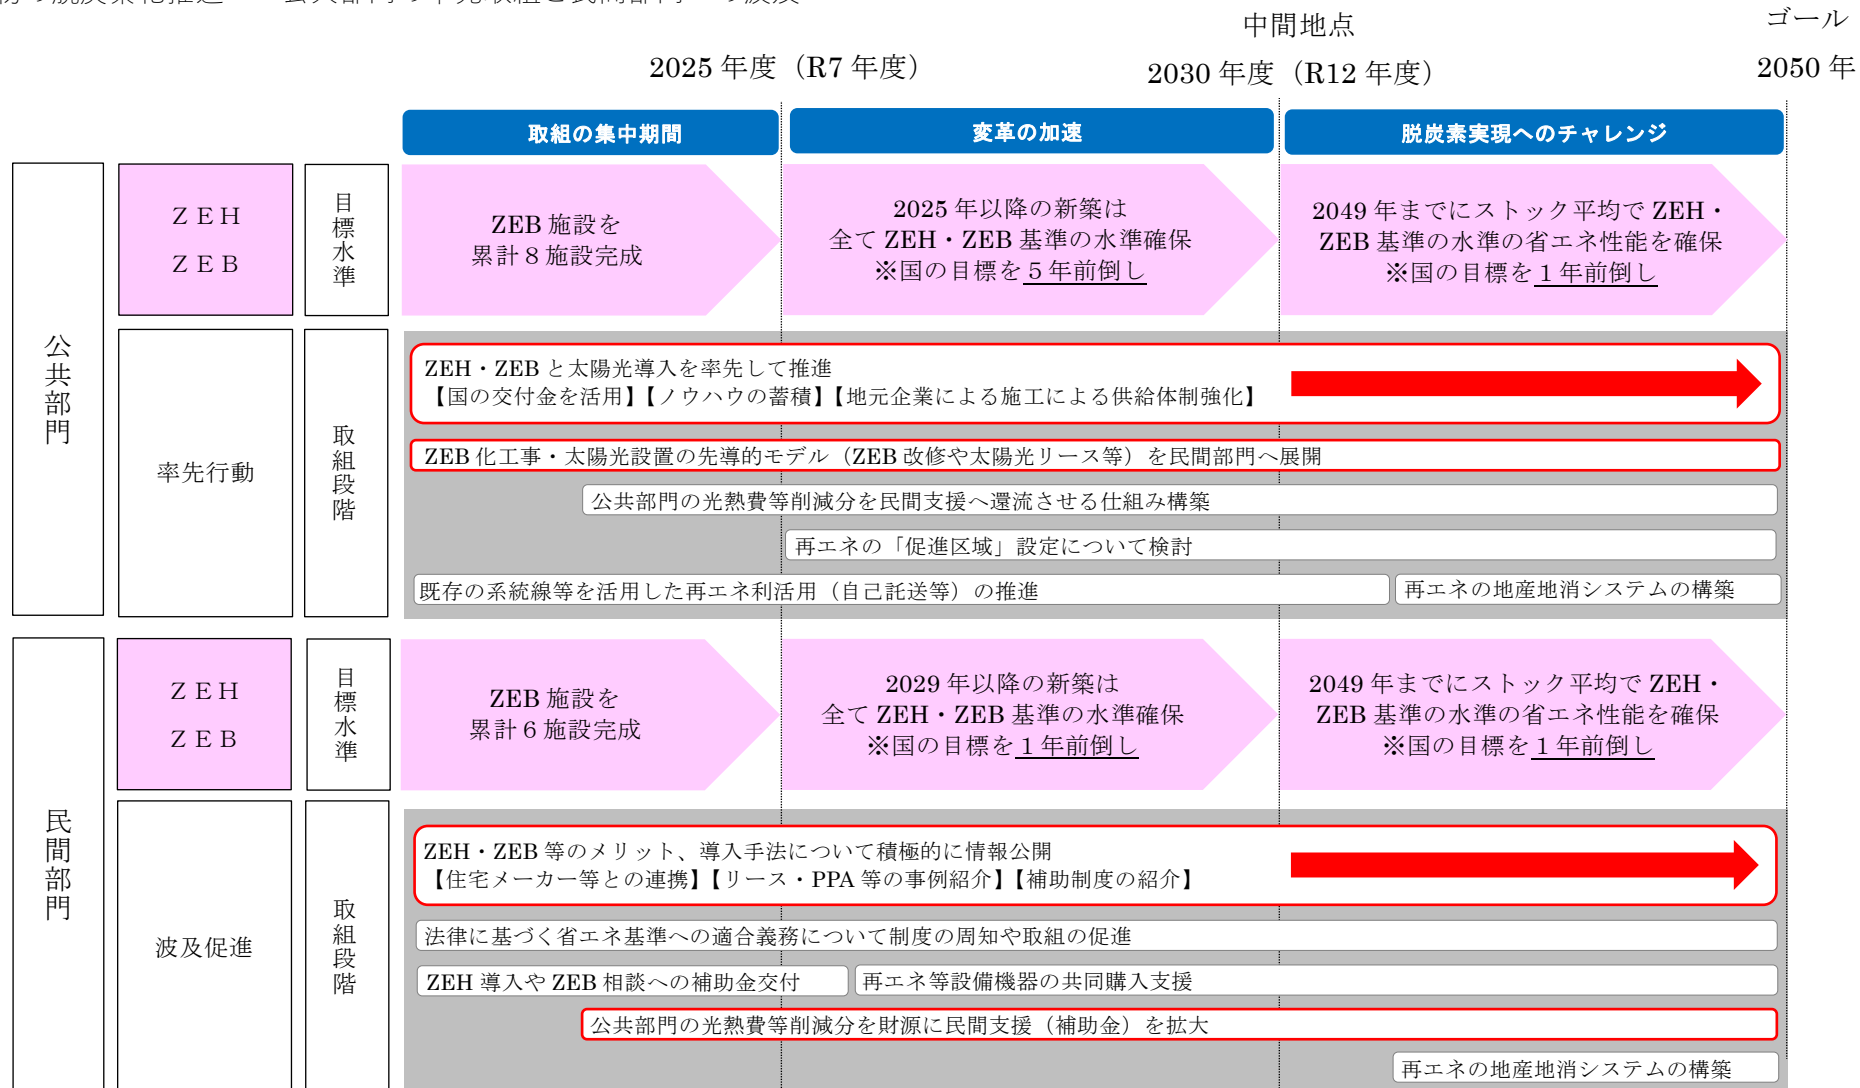 の脱炭素化推進
公共部門の率先取組と民間部門への波及
中間地点
ゴール
2025 年度（R7 年度）
2030 年度（R12 年度）
2050 年
取組の集中期間
変革の加速
脱炭素実現へのチャレンジ
公共部門
ＺＥＨ
ＺＥＢ
目標水準
ZEB 施設を
累計８施設完成
2025 年以降の新築は
全て ZEH・ZEB 基準の水準確保
※国の目標を５年前倒し
2049 年までにストック平均で ZEH・
ZEB 基準の水準の省エネ性能を確保
※国の目標を１年前倒し
率先行動
取組段階
ZEH・ZEB と太陽光導入を率先して推進
【国の交付金を活用】【ノウハウの蓄積】【地元企業による施工による供給体制強化】
ZEB 化工事・太陽光設置の先導的モデル（ZEB 改修や太陽光リース等）を民間部門へ展開
公共部門の光熱費等削減分を民間支援へ還流させる仕組み構築
再エネの「促進区域」設定について検討
既存の系統線等を活用した再エネ利活用（自己託送等）の推進
再エネの地産地消システムの構築
民間部門
ＺＥＨ
ＺＥＢ
目標水準
ZEB 施設を
累計６施設完成
2029 年以降の新築は
全て ZEH・ZEB 基準の水準確保
※国の目標を１年前倒し
2049 年までにストック平均で ZEH・
ZEB 基準の水準の省エネ性能を確保
※国の目標を１年前倒し
波及促進
取組段階
ZEH・ZEB 等のメリット、導入手法について積極的に情報公開
【住宅メーカー等との連携】【リース・PPA 等の事例紹介】【補助制度の紹介】
法律に基づく省エネ基準への適合義務について制度の周知や取組の促進
ZEH 導入や ZEB 相談への補助金交付
再エネ等設備機器の共同購入支援
公共部門の光熱費等削減分を財源に民間支援（補助金）を拡大
再エネの地産地消システムの構築